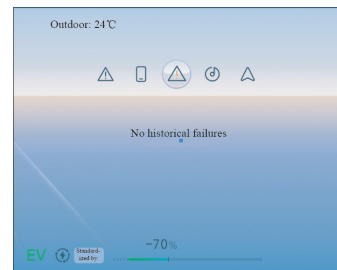 Outdoor: 24℃
No historical failures
EV
Standard-
ized by
-70%